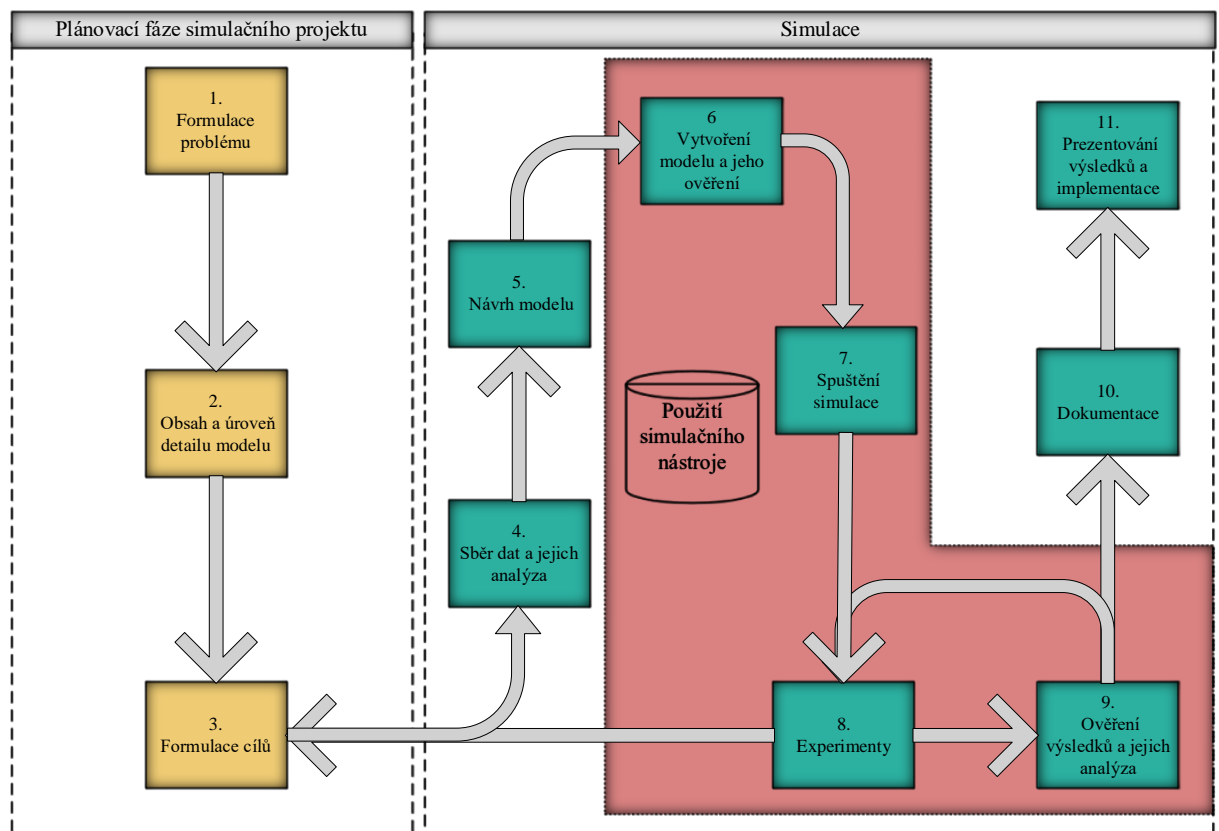 Plánovací fáze simulačního projektu
Simulace
1.
Formulace
problému
2.
Obsah a úroveň
detailu modelu
3.
Formulace cílů
4.
Sběr dat a jejich
analýza
5.
Návrh modelu
6
Vytvoření
modelu a jeho
ověření
7.
Spuštění
simulace
Použití
simulačního
nástroje
8.
Experimenty
9.
Ověření
výsledků a jejich
analýza
10.
Dokumentace
11.
Prezentování
výsledků a
implementace